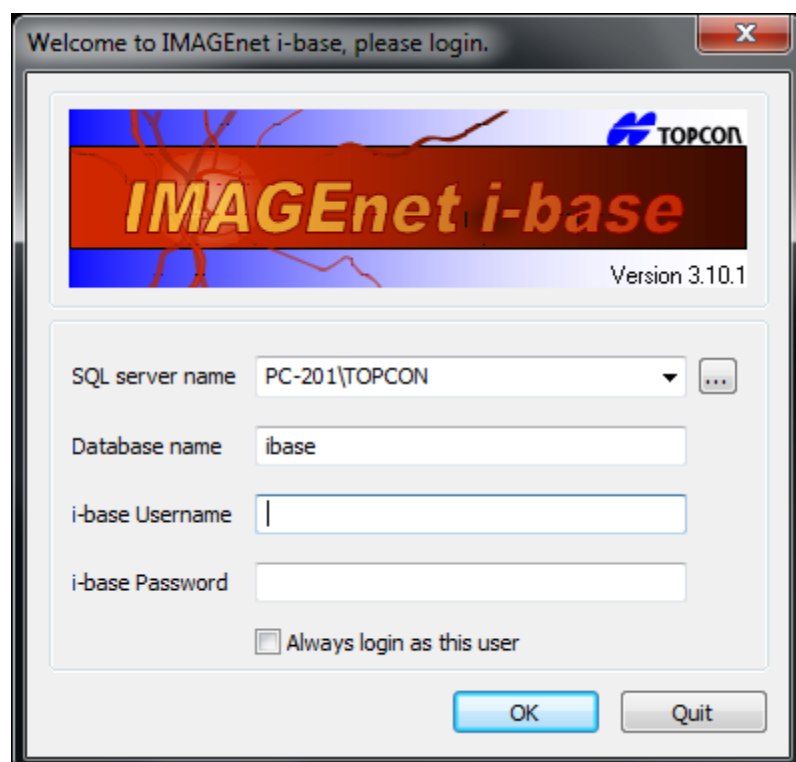 Welcome to IMAGEnet i-base, please login.
TOPCON
IMAGEnet i-base
Version 3.10.1
SQL server name PC-201\TOPCON ...
Database name ibase
i-base Username
i-base Password
Always login as this user
OK Quit